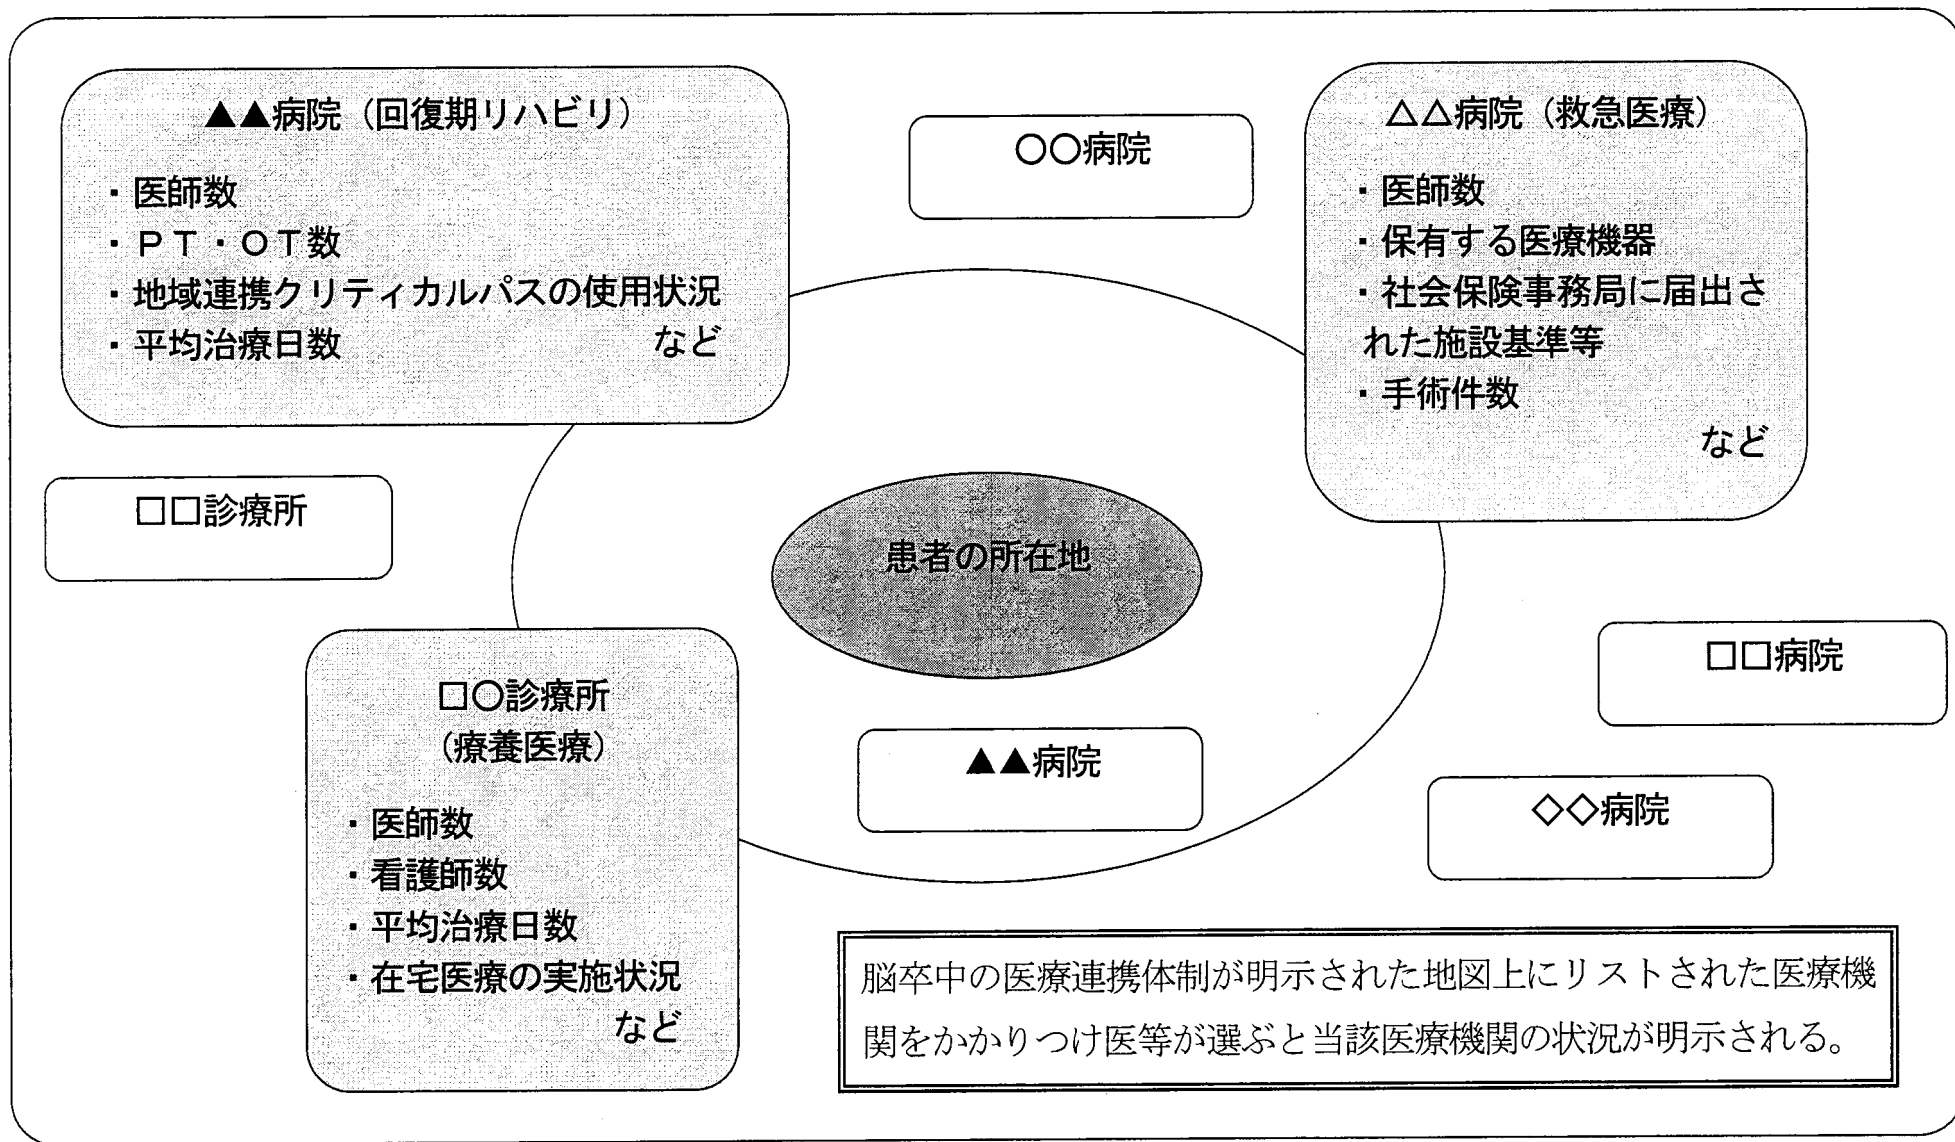 ▲▲病院（回復期リハビリ）
・医師数
・ＰＴ・ＯＴ数
・地域連携クリティカルパスの使用状況
・平均治療日数　など
○○病院
△△病院（救急医療）
・医師数
・保有する医療機器
・社会保険事務局に届出さ
れた施設基準等
・手術件数
など
□□診療所
患者の所在地
□○診療所
（療養医療）
・医師数
・看護師数
・平均治療日数
・在宅医療の実施状況
など
▲▲病院
□□病院
◇◇病院
脳卒中の医療連携体制が明示された地図上にリストされた医療機
関をかかりつけ医等が選ぶと当該医療機関の状況が明示される。